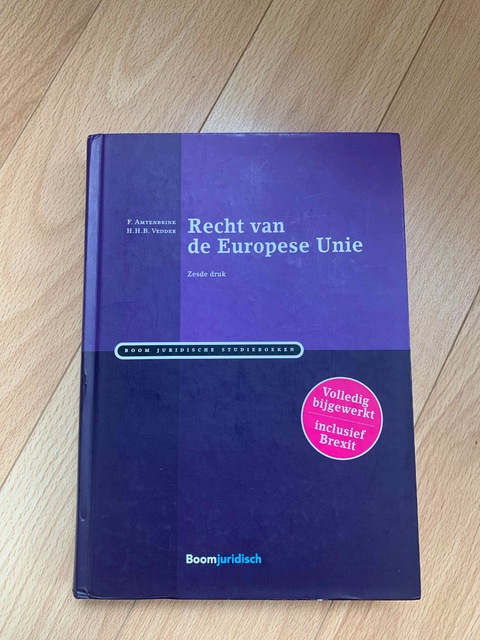 F. Amtenbrink
H.H.B. Vedder
Recht van
de Europese Unie
Zesde druk
BOOM JURIDISCHE STUDIEBOEKEN
Volledig
bijgewerkt
inclusief
Brexit
Boomjuridisch